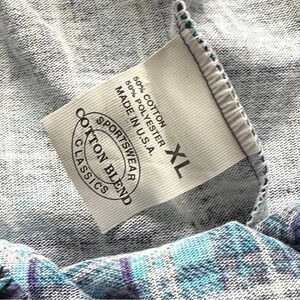 SPORTSWEAR
COTTON BLEND
CLASSICS
50% COTTON
50% POLYESTER
MADE IN U.S.A.
XL